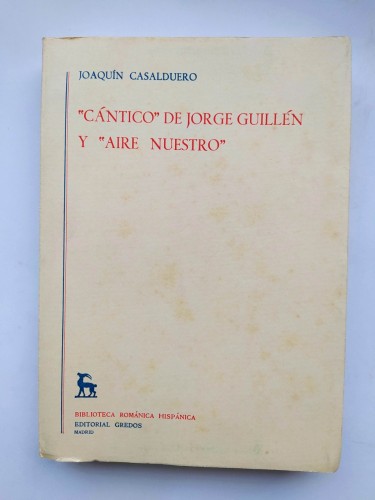 JOAQUÍN CASALDUERO
"CÁNTICO" DE JORGE GUILLÉN
Y "AIRE NUESTRO"
BIBLIOTECA ROMÁNICA HISPÁNICA
EDITORIAL GREDOS
MADRID